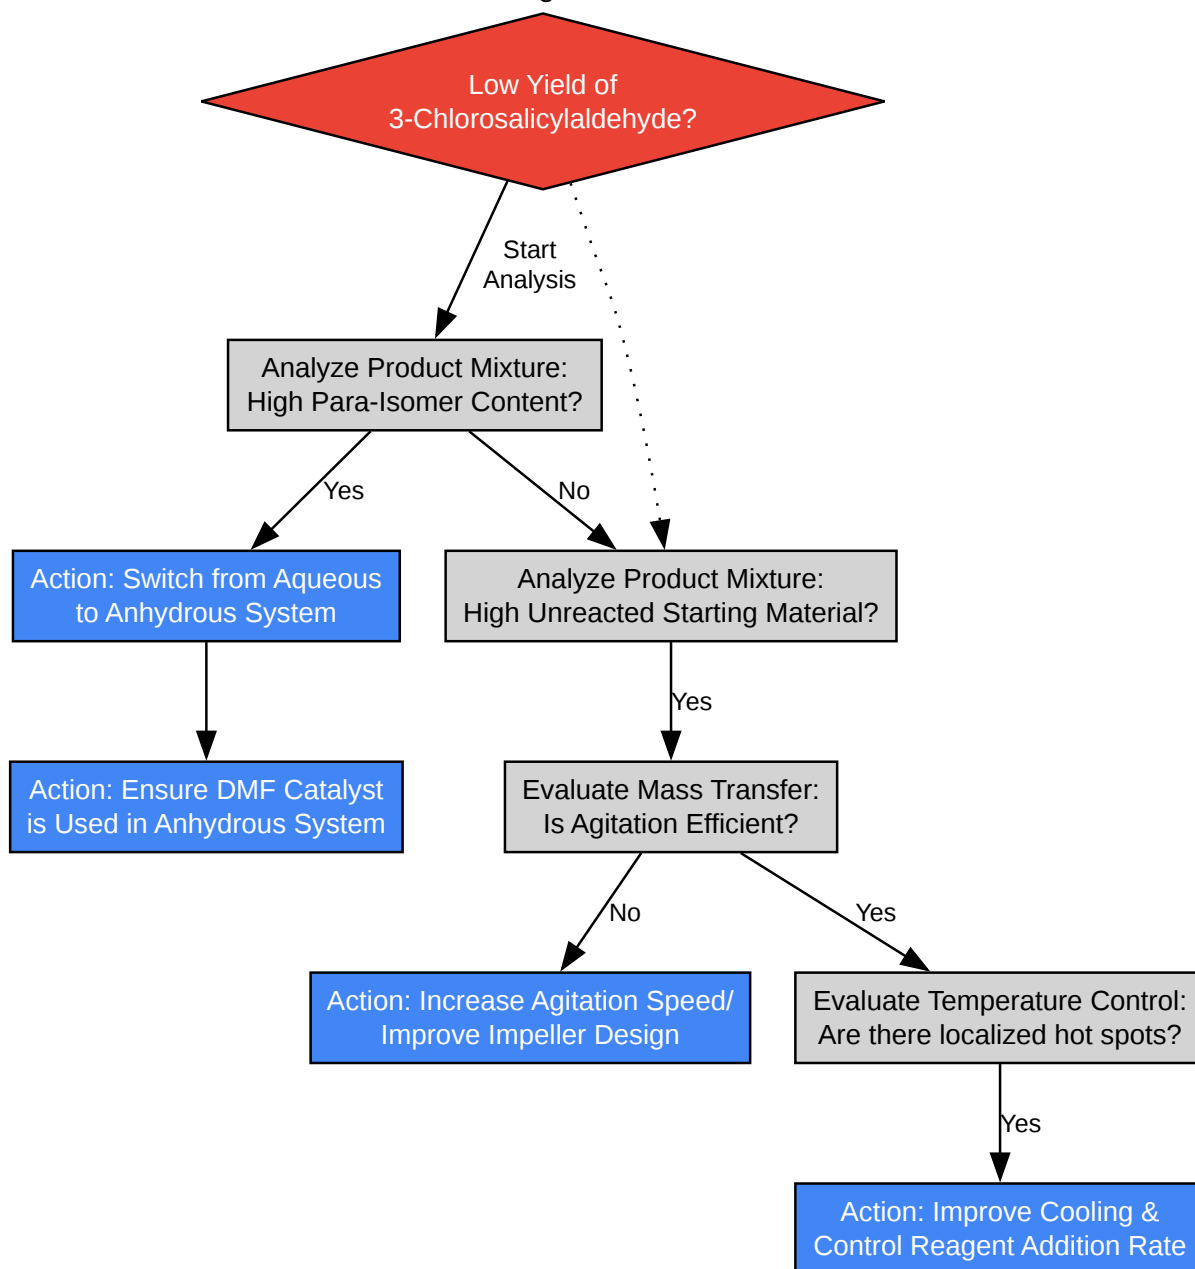 Low Yield of
3-Chlorosalicylaldehyde?
Start
Analysis
Analyze Product Mixture:
High Para-Isomer Content?
Yes
No
Action: Switch from Aqueous
to Anhydrous System
Analyze Product Mixture:
High Unreacted Starting Material?
Yes
Action: Ensure DMF Catalyst
is Used in Anhydrous System
Evaluate Mass Transfer:
Is Agitation Efficient?
No
Yes
Action: Increase Agitation Speed/
Improve Impeller Design
Evaluate Temperature Control:
Are there localized hot spots?
Yes
Action: Improve Cooling &
Control Reagent Addition Rate